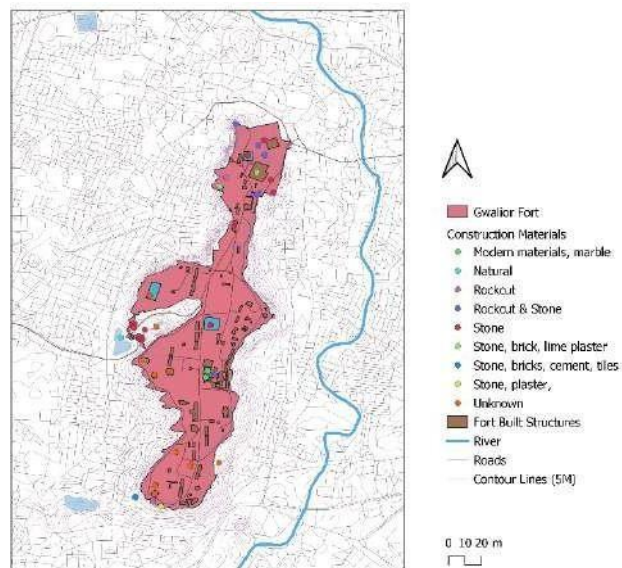 Gwalior Fort
Construction Materials
Modern materials, marble
Natural
Rockcut
Rockcut & Stone
Stone
Stone, brick, lime plaster
Stone, bricks, cement, tiles
Stone, plaster,
Unknown
Fort Built Structures
River
Roads
Contour Lines (5M)
0 10 20 m